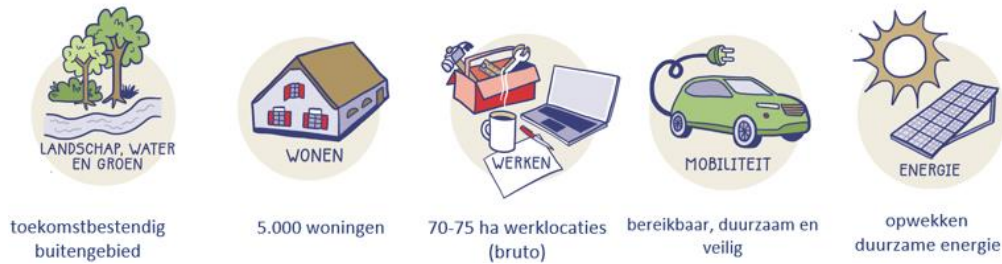 LANDSCHAP, WATER
EN GROEN
WONEN
WERKEN
MOBILITEIT
ENERGIE
toekomstbestendig
buitengebied
5.000 woningen
70-75 ha werklocaties
(bruto)
bereikbaar, duurzaam en
veilig
opwekken
duurzame energie